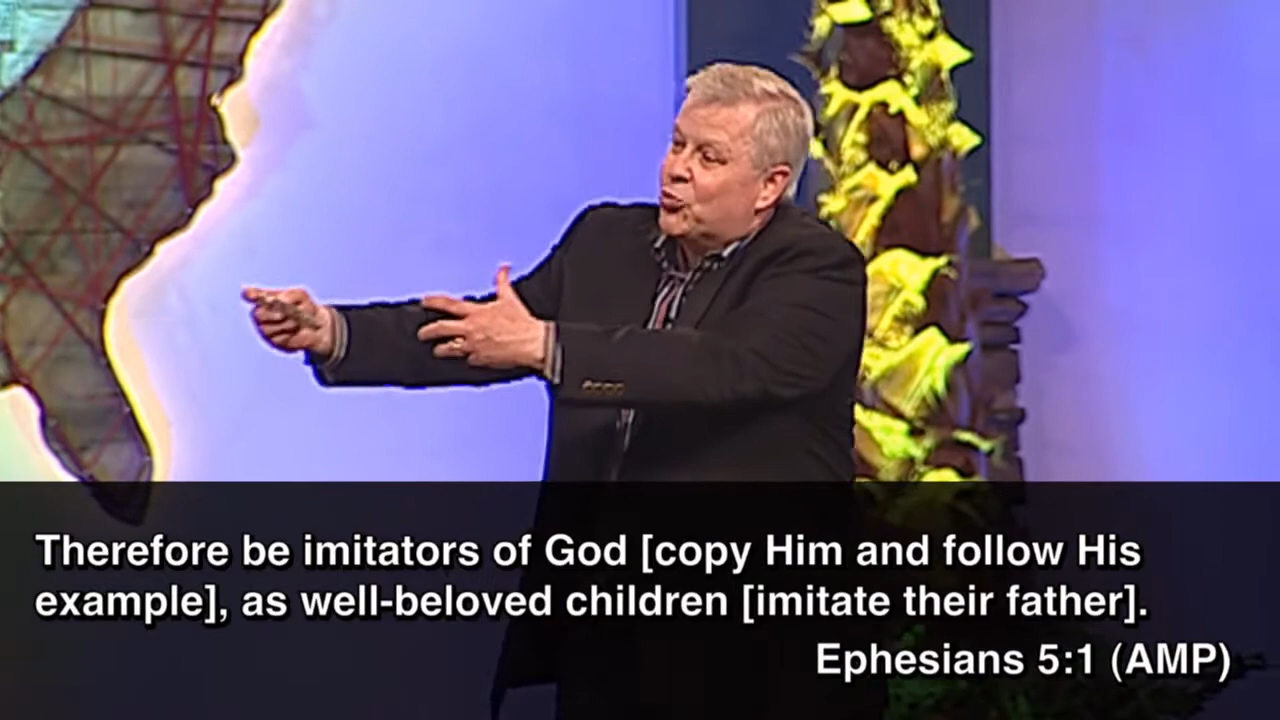 Therefore be imitators of God [copy Him and follow His
example], as well-beloved children [imitate their father].
Ephesians 5:1 (AMP)